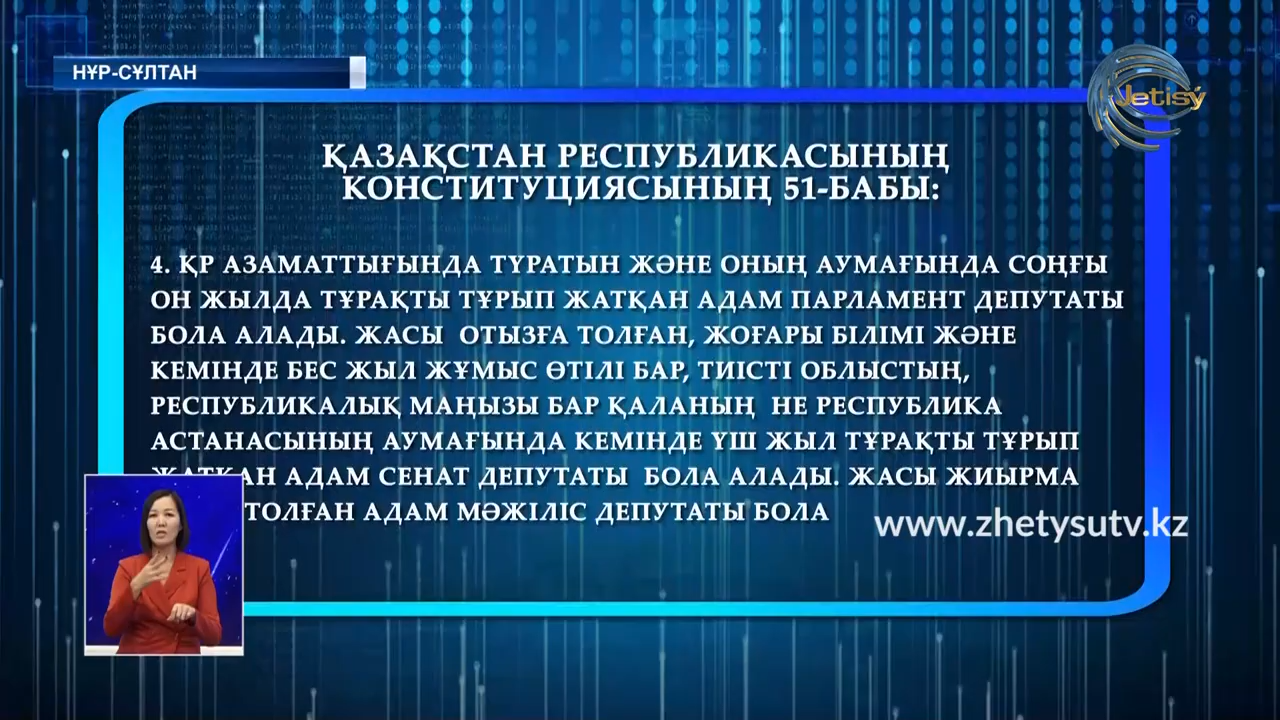 НҰР-СҰЛТАН
Jetisý
ҚАЗАҚСТАН РЕСПУБЛИКАСЫНЫҢ
КОНСТИТУЦИЯСЫНЫҢ 51-БАБЫ:
4. ҚР АЗАМАТТЫҒЫНДА ТҮРАТЫН ЖӘНЕ ОНЫҢ АУМАҒЫНДА СОҢҒЫ
ОН ЖЫЛДА ТҰРАҚТЫ ТҰРЫП ЖАТҚАН АДАМ ПАРЛАМЕНТ ДЕПУТАТЫ
БОЛА АЛАДЫ. ЖАСЫ ОТЫЗҒА ТОЛҒАН, ЖОҒАРЫ БІЛІМІ ЖӘНЕ
КЕМІНДЕ БЕС ЖЫЛ ЖҰМЫС ӨТІЛІ БАР, ТИІСТІ ОБЛЫСТЫҢ,
РЕСПУБЛИКАЛЫҚ МАҢЫЗЫ БАР ҚАЛАНЫҢ НЕ РЕСПУБЛИКА
АСТАНАСЫНЫҢ АУМАҒЫНДА КЕМІНДЕ ҮШ ЖЫЛ ТҰРАҚТЫ ТҰРЫП
ЖАТҚАН АДАМ СЕНАТ ДЕПУТАТЫ БОЛА АЛАДЫ. ЖАСЫ ЖИЫРМА
ТОЛҒАН АДАМ МӘЖІЛІС ДЕПУТАТЫ БОЛА
www.zhetysutv.kz